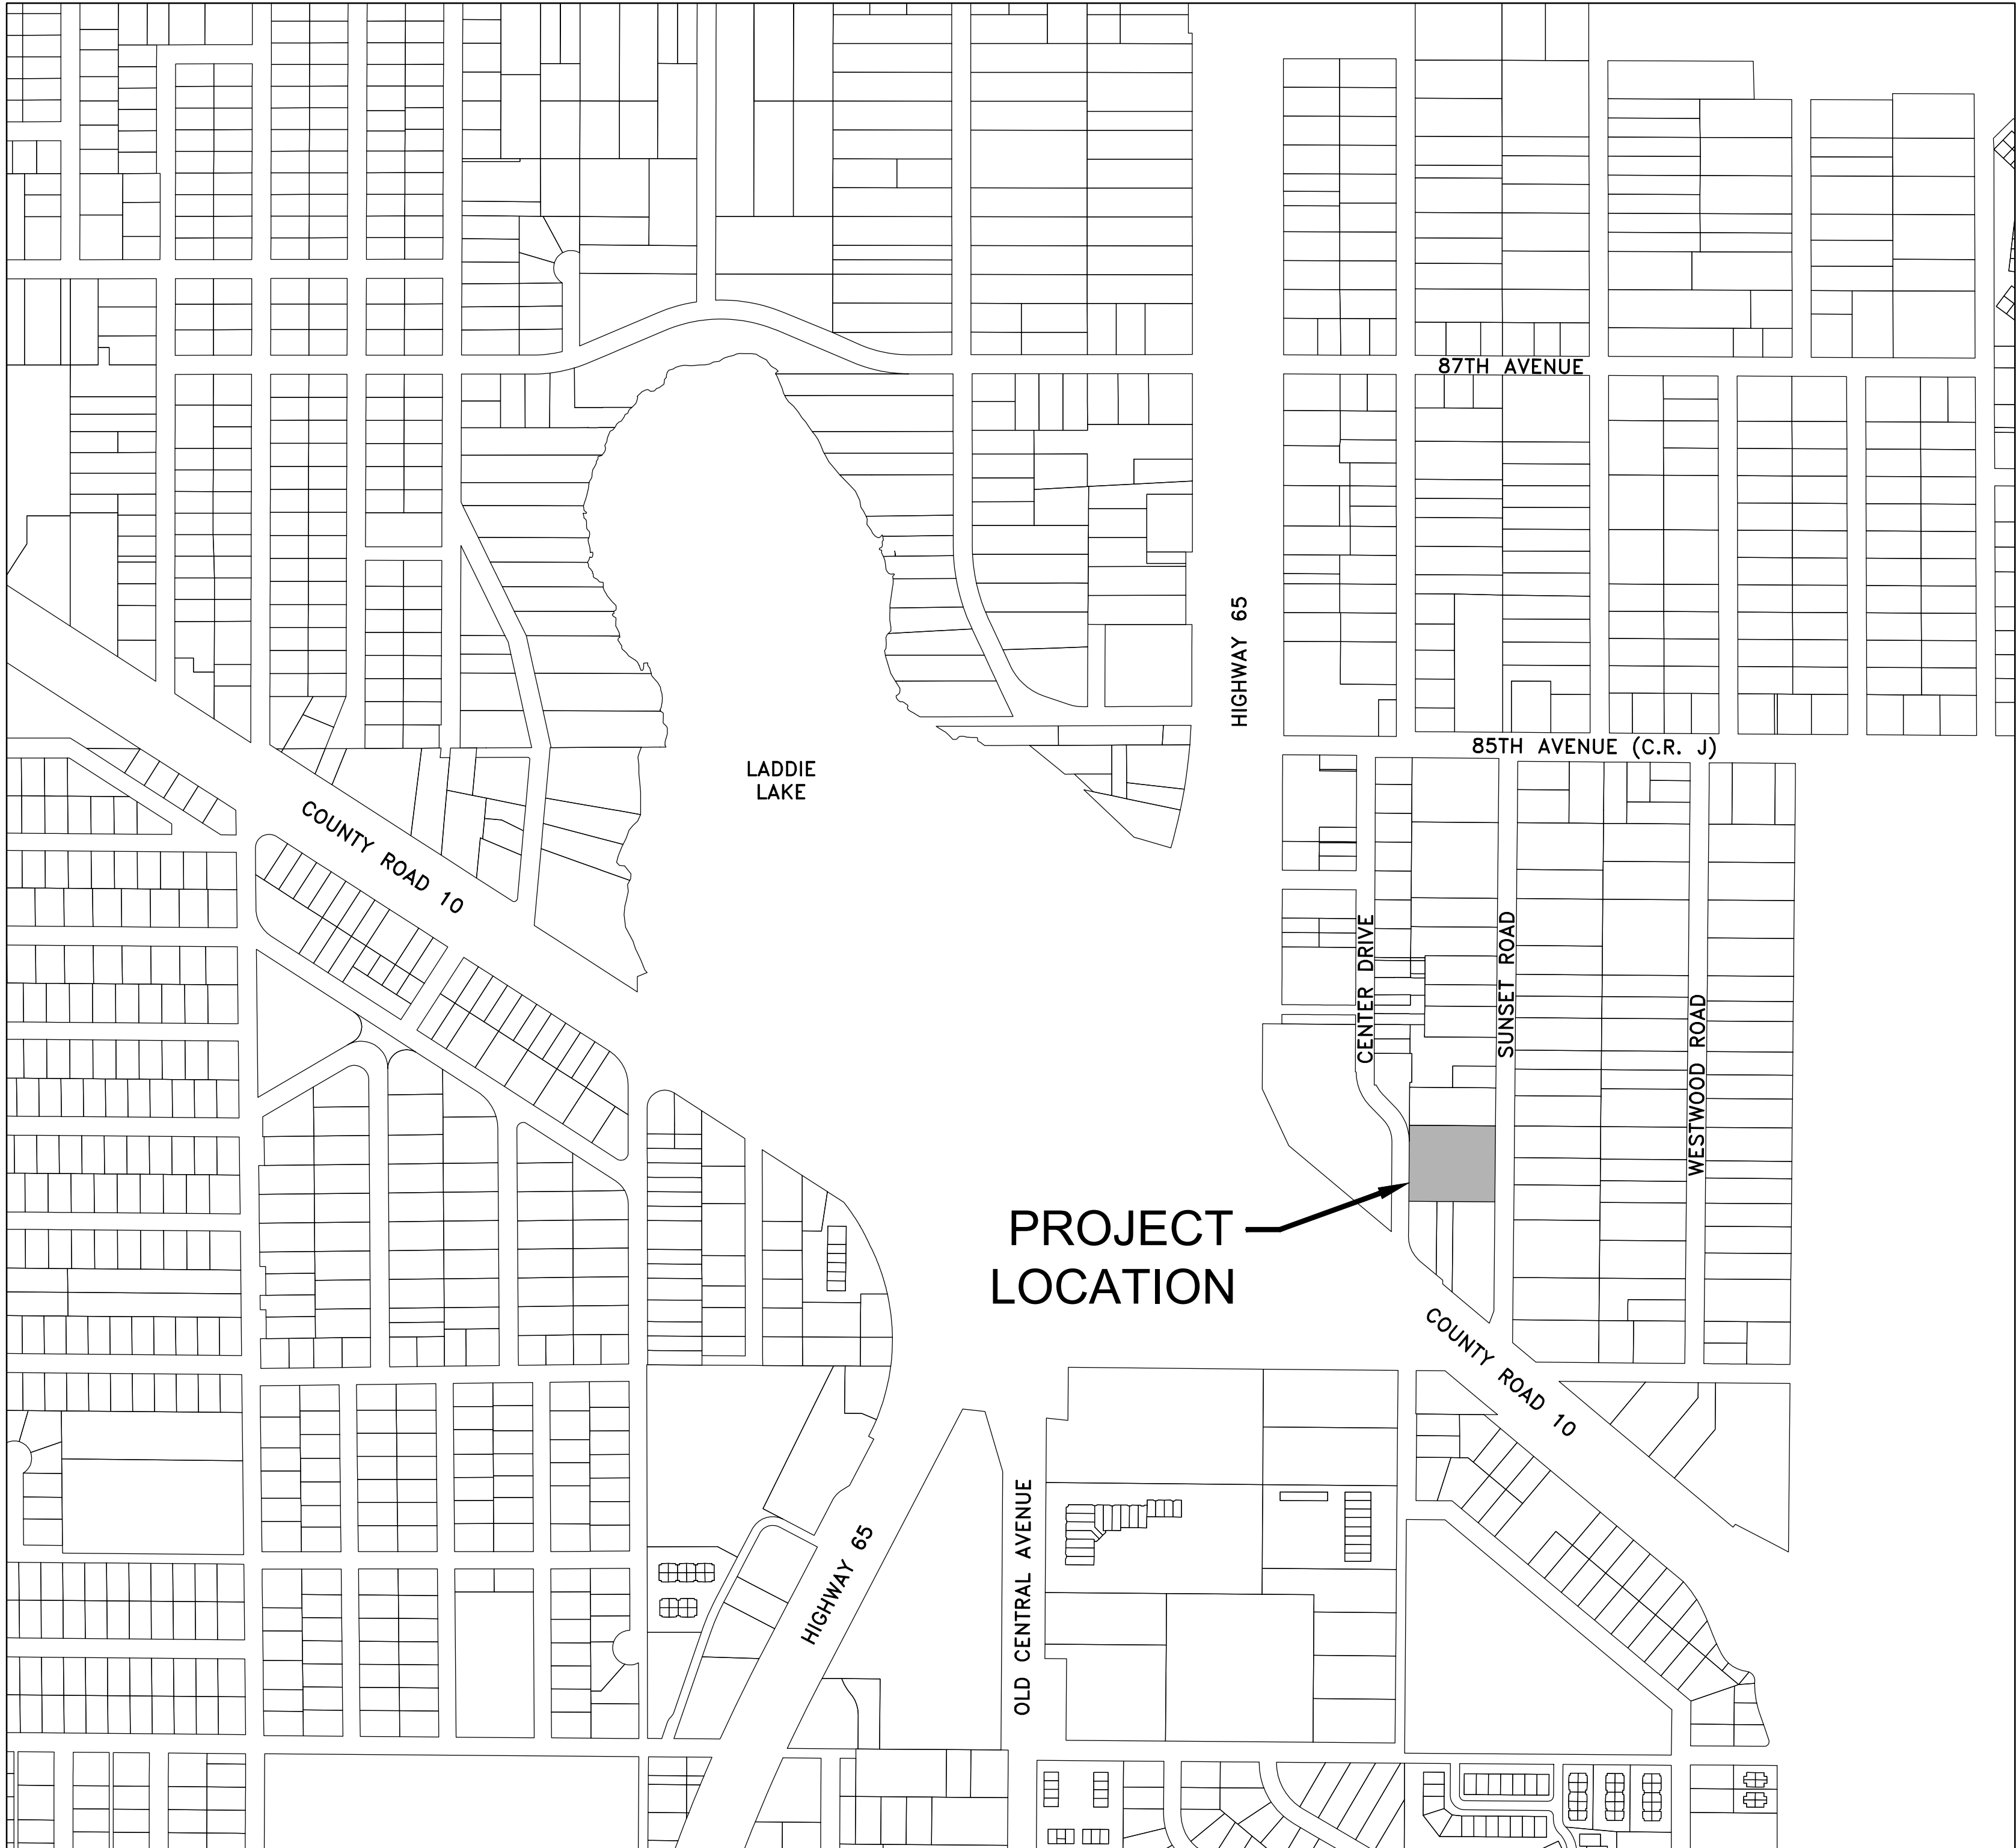 87TH AVENUE
HIGHWAY 65
85TH AVENUE (C.R. J)
LADDIE
LAKE
COUNTY ROAD 10
CENTER DRIVE
SUNSET ROAD
WESTWOOD ROAD
PROJECT
LOCATION
COUNTY ROAD 10
OLD CENTRAL AVENUE
HIGHWAY 65